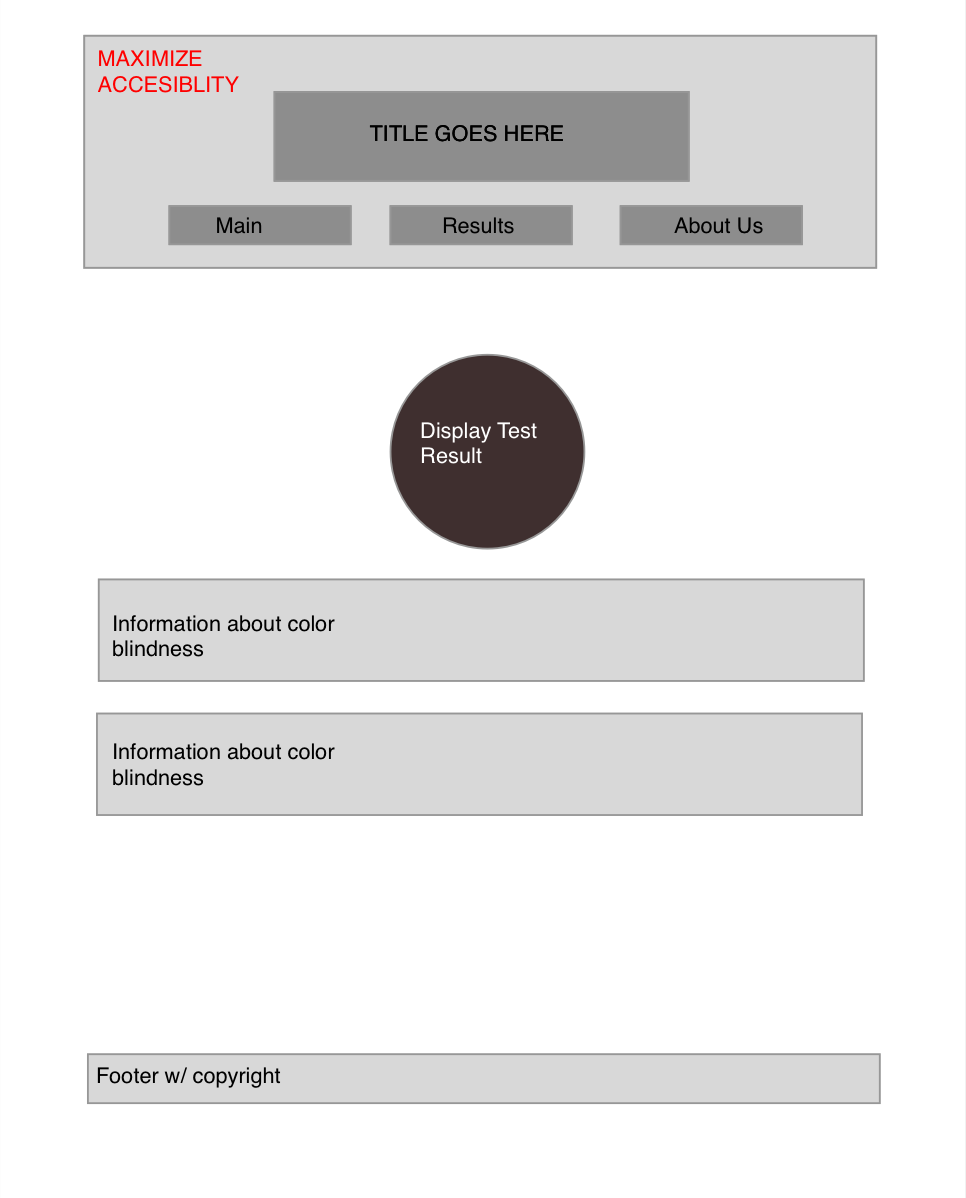 MAXIMIZE
ACCESIBLITY
TITLE GOES HERE
Main
Results
About Us
Display Test
Result
Information about color
blindness
Information about color
blindness
Footer w/ copyright